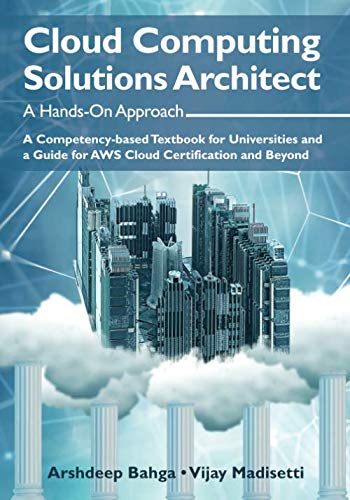 Cloud Computing
Solutions Architect
A Hands-On Approach
A Competency-based Textbook for Universities and
a Guide for AWS Cloud Certification and Beyond
Arshdeep Bahga • Vijay Madisetti